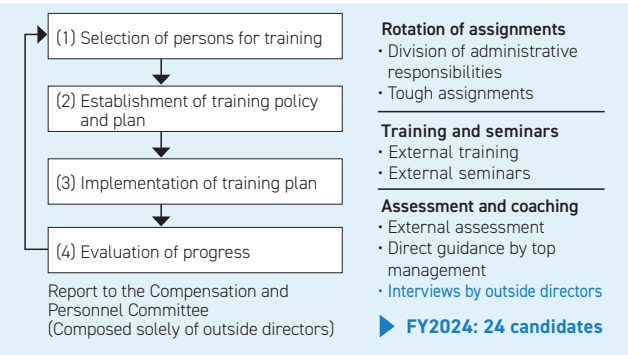 (1) Selection of persons for training
(2) Establishment of training policy
and plan
(3) Implementation of training plan
(4) Evaluation of progress
Report to the Compensation and
Personnel Committee
(Composed solely of outside directors)
Rotation of assignments
・Division of administrative
responsibilities
・Tough assignments
Training and seminars
・External training
・External seminars
Assessment and coaching
・External assessment
・Direct guidance by top
management
・Interviews by outside directors
▶ FY2024: 24 candidates